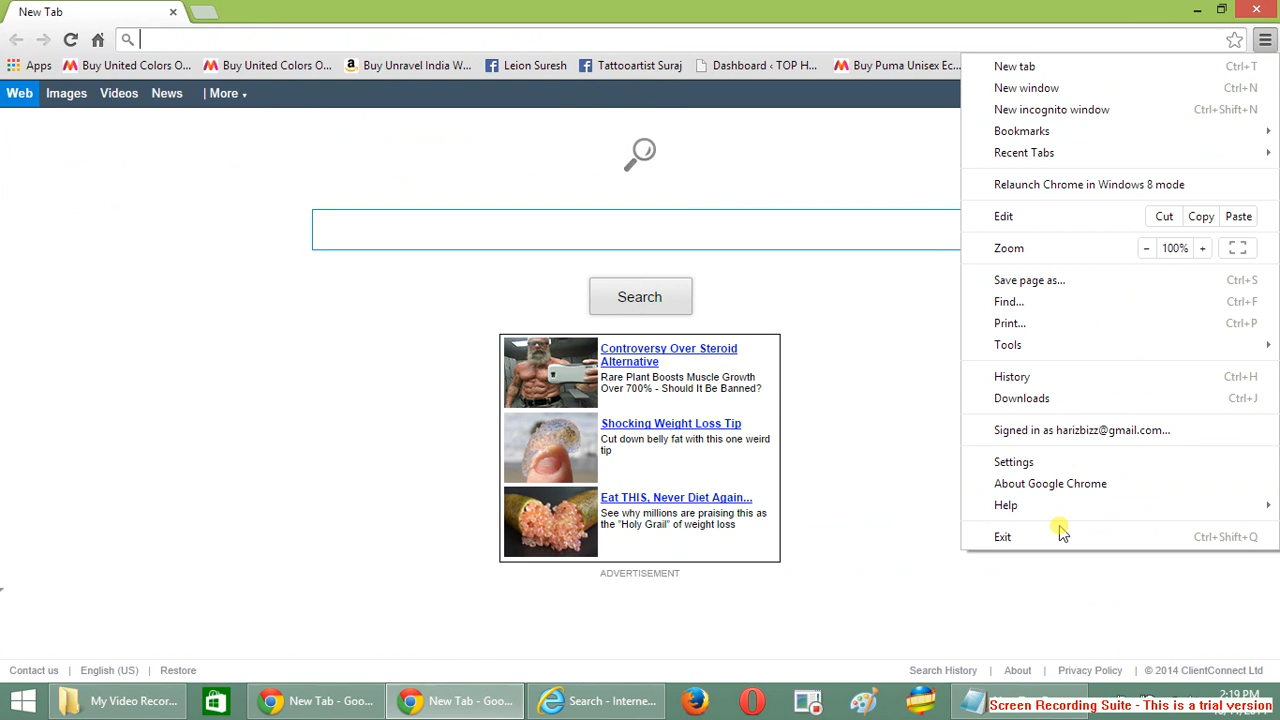 New Tab
Apps
Buy United Colors O...
Buy United Colors O...
Buy Unravel India W...
Leion Suresh
Tattooartist Suraj
Dashboard ‹ TOP H...
Buy Puma Unisex Ec...
Web Images Videos News | More
Search
Controversy Over Steroid
Alternative
Rare Plant Boosts Muscle Growth
Over 700% - Should It Be Banned?
Shocking Weight Loss Tip
Cut down belly fat with this one weird
tip
Eat THIS, Never Diet Again...
See why millions are praising this as
the "Holy Grail" of weight loss
ADVERTISEMENT
New tab Ctrl+T
New window Ctrl+N
New incognito window Ctrl+Shift+N
Bookmarks
Recent Tabs
Relaunch Chrome in Windows 8 mode
Edit Cut Copy Paste
Zoom − 100% +
Save page as... Ctrl+S
Find... Ctrl+F
Print... Ctrl+P
Tools
History Ctrl+H
Downloads Ctrl+J
Signed in as harizbizz@gmail.com...
Settings
About Google Chrome
Help
Exit Ctrl+Shift+Q
Contact us | English (US) | Restore
Search History | About | Privacy Policy | © 2014 ClientConnect Ltd
My Video Recor...
New Tab - Goo...
New Tab - Goo...
Search - Interne...
2:19 PM
Screen Recording Suite - This is a trial version